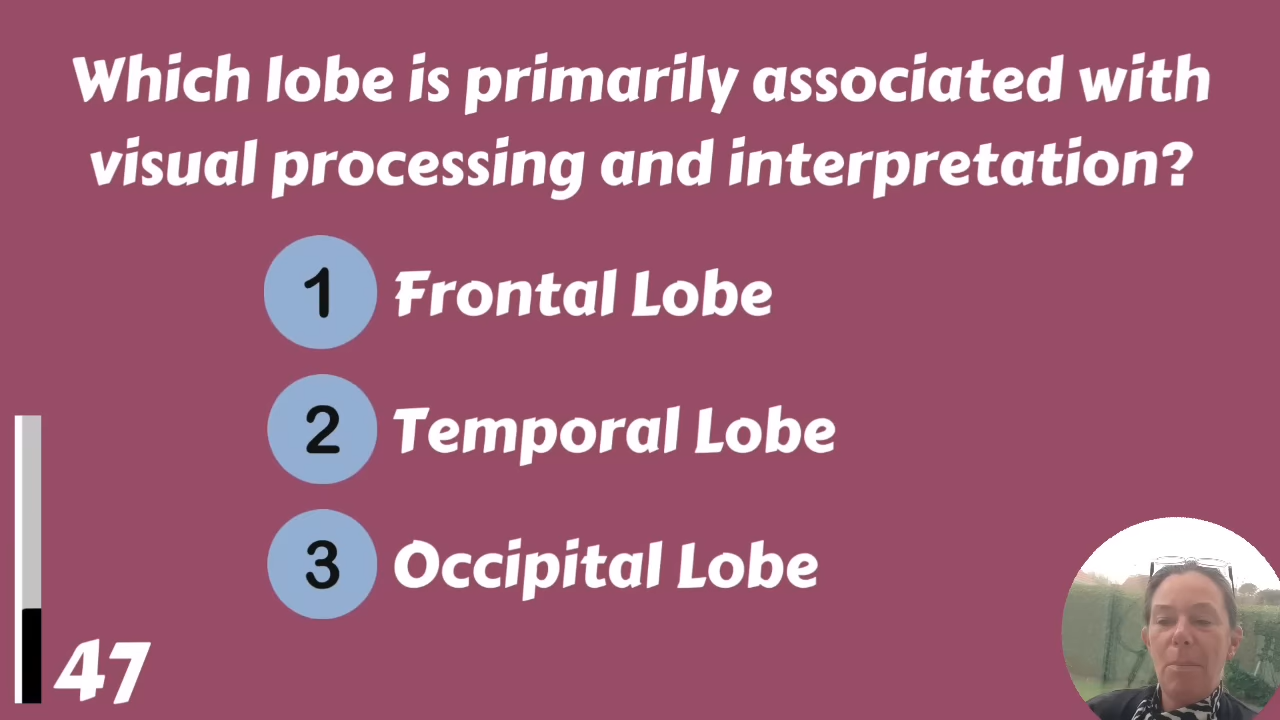 Which lobe is primarily associated with
visual processing and interpretation?
1 Frontal Lobe
2 Temporal Lobe
3 Occipital Lobe
47